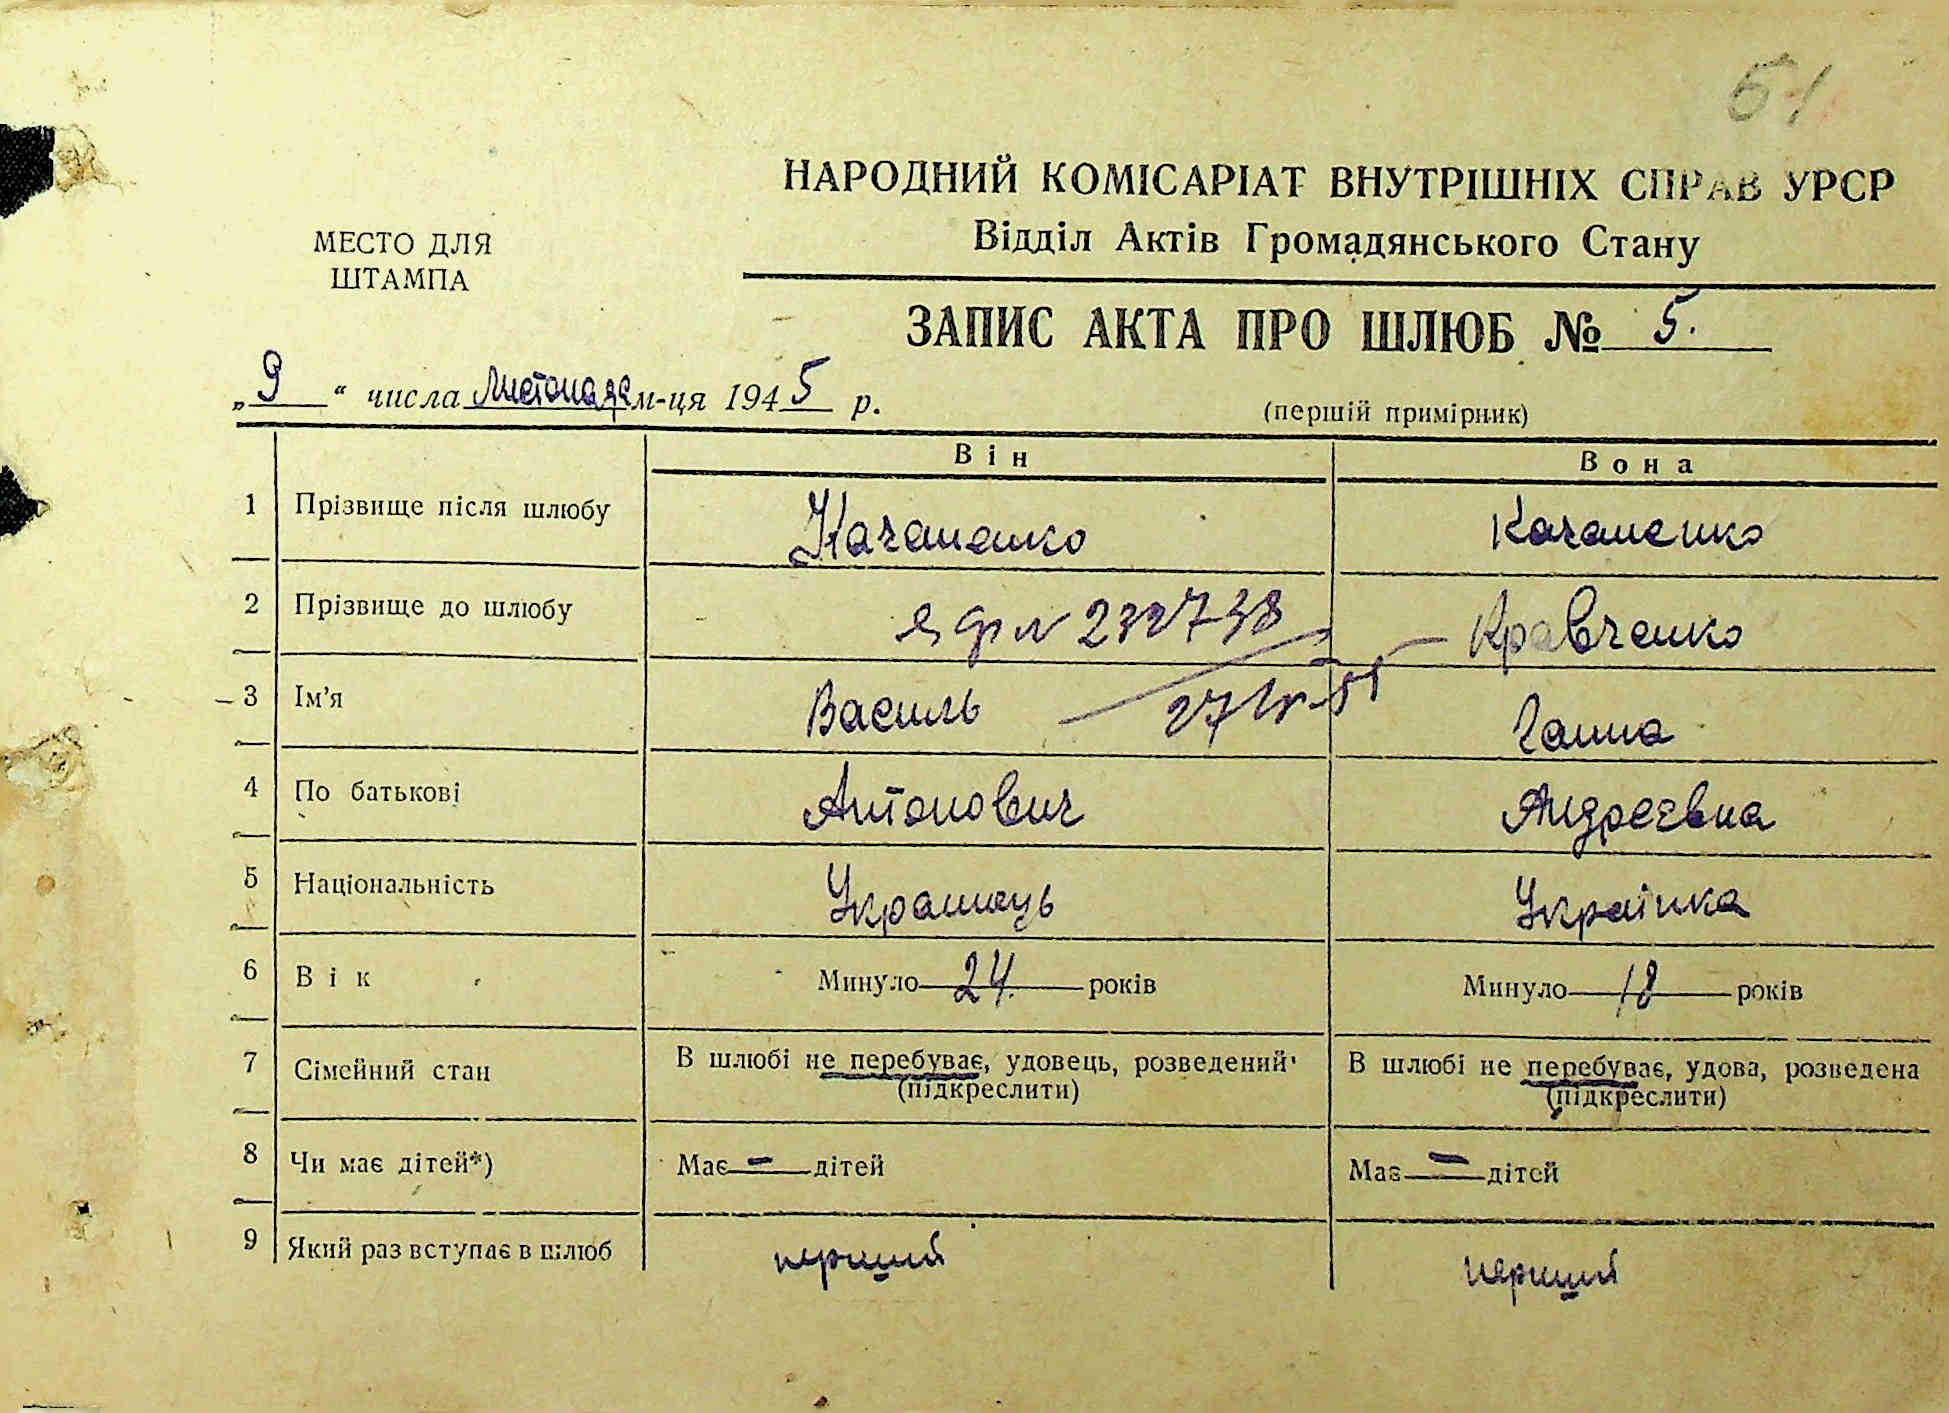 51
НАРОДНИЙ КОМІСАРІАТ ВНУТРІШНІХ СПРАВ УРСР
Відділ Актів Громадянського Стану
МЕСТО ДЛЯ
ШТАМПА
ЗАПИС АКТА ПРО ШЛЮБ № 5.
„9“ числа Листопада м-ця 1945 р.
(першій примірник)
Він Вона
1 Прізвище після шлюбу Качаненко Качаненко
2 Прізвище до шлюбу 232738 Кравченко
3 Ім'я Василь Ганна
4 По батькові Антонович Андреєвна
5 Національність Українець Українка
6 Вік Минуло 24. років Минуло 18 років
7 Сімейний стан В шлюбі не перебуває, удовець, розведений В шлюбі не перебуває, удова, розведена
(підкреслити) (підкреслити)
8 Чи має дітей*) Має – дітей Має – дітей
9 Який раз вступає в шлюб перший перший